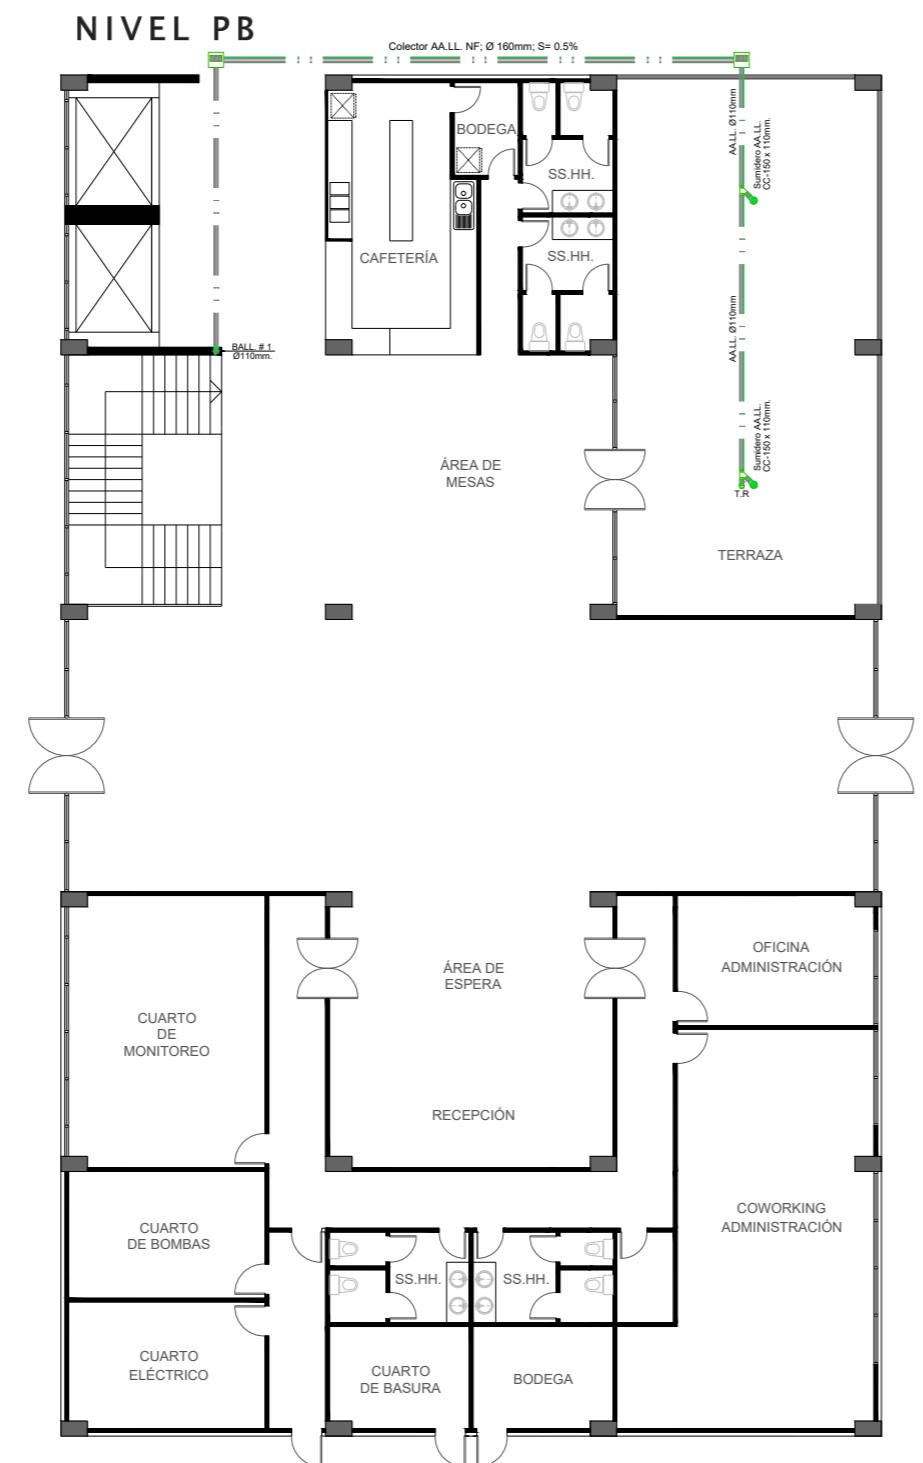 NIVEL PB
Colector AA.LL. NF; Ø 160mm; S= 0.5%
AA.LL. Ø110mm
Sumidero AA.LL.
CC-150 x 110mm.
BODEGA
SS.HH.
CAFETERÍA
SS.HH.
AA.LL. Ø110mm
BALL. # 1
Ø110mm.
Sumidero AA.LL.
CC-150 x 110mm.
T.R
ÁREA DE
MESAS
TERRAZA
OFICINA
ADMINISTRACIÓN
ÁREA DE
ESPERA
CUARTO
DE
MONITOREO
RECEPCIÓN
COWORKING
ADMINISTRACIÓN
CUARTO
DE BOMBAS
SS.HH.
SS.HH.
CUARTO
ELÉCTRICO
CUARTO
DE BASURA
BODEGA